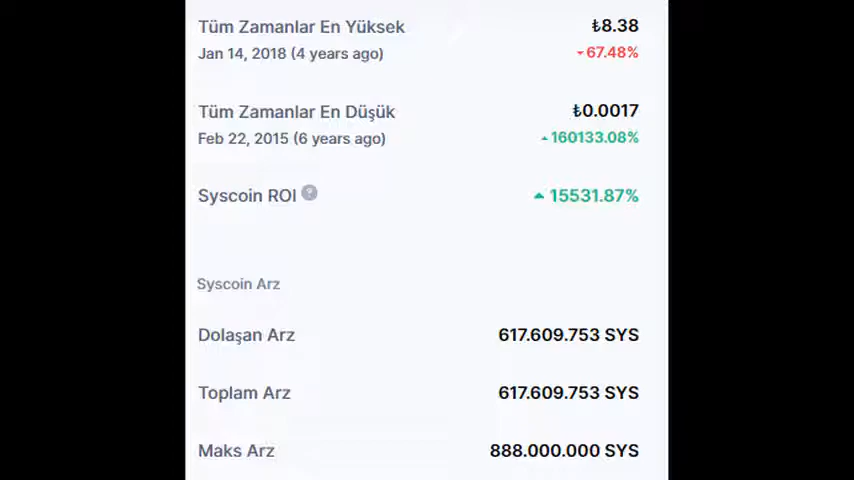 Tüm Zamanlar En Yüksek ₺8.38
Jan 14, 2018 (4 years ago) 67.48%
Tüm Zamanlar En Düşük ₺0.0017
Feb 22, 2015 (6 years ago) 160133.08%
Syscoin ROI ? 15531.87%
Syscoin Arz
Dolaşan Arz 617.609.753 SYS
Toplam Arz 617.609.753 SYS
Maks Arz 888.000.000 SYS